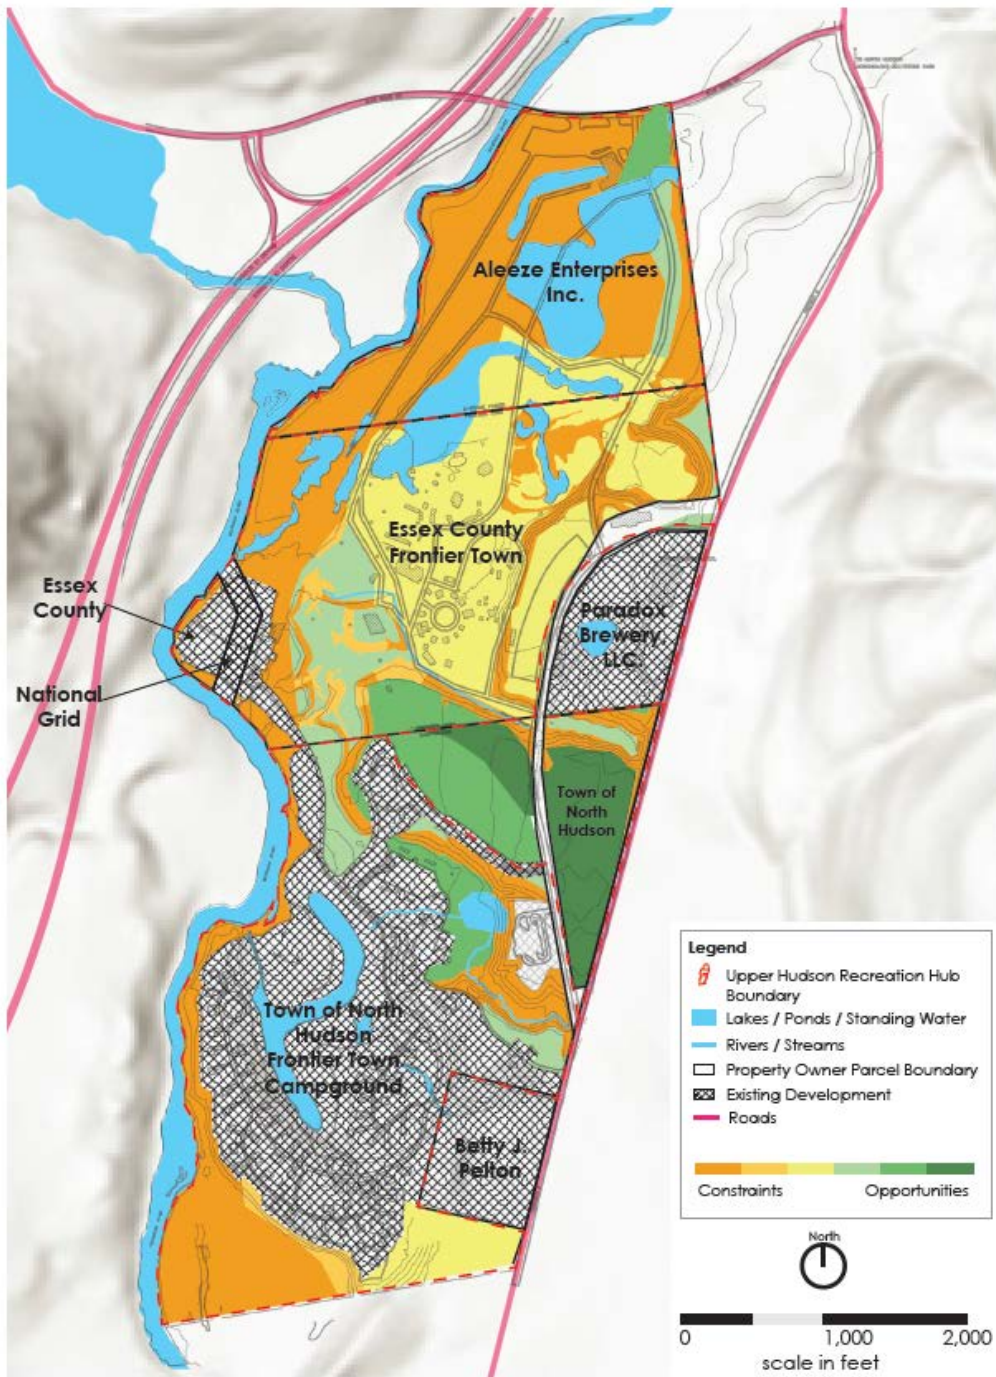 Aleeze Enterprises
Inc.
Essex County
Frontier Town
Essex
County
Paradox
Brewery
LLC.
National
Grid
Town of
North
Hudson
Town of North
Hudson
Frontier Town
Campground
Betty J.
Pelton
Legend
Upper Hudson Recreation Hub
Boundary
Lakes / Ponds / Standing Water
Rivers / Streams
Property Owner Parcel Boundary
Existing Development
Roads
Constraints
Opportunities
North
0
1,000
2,000
scale in feet